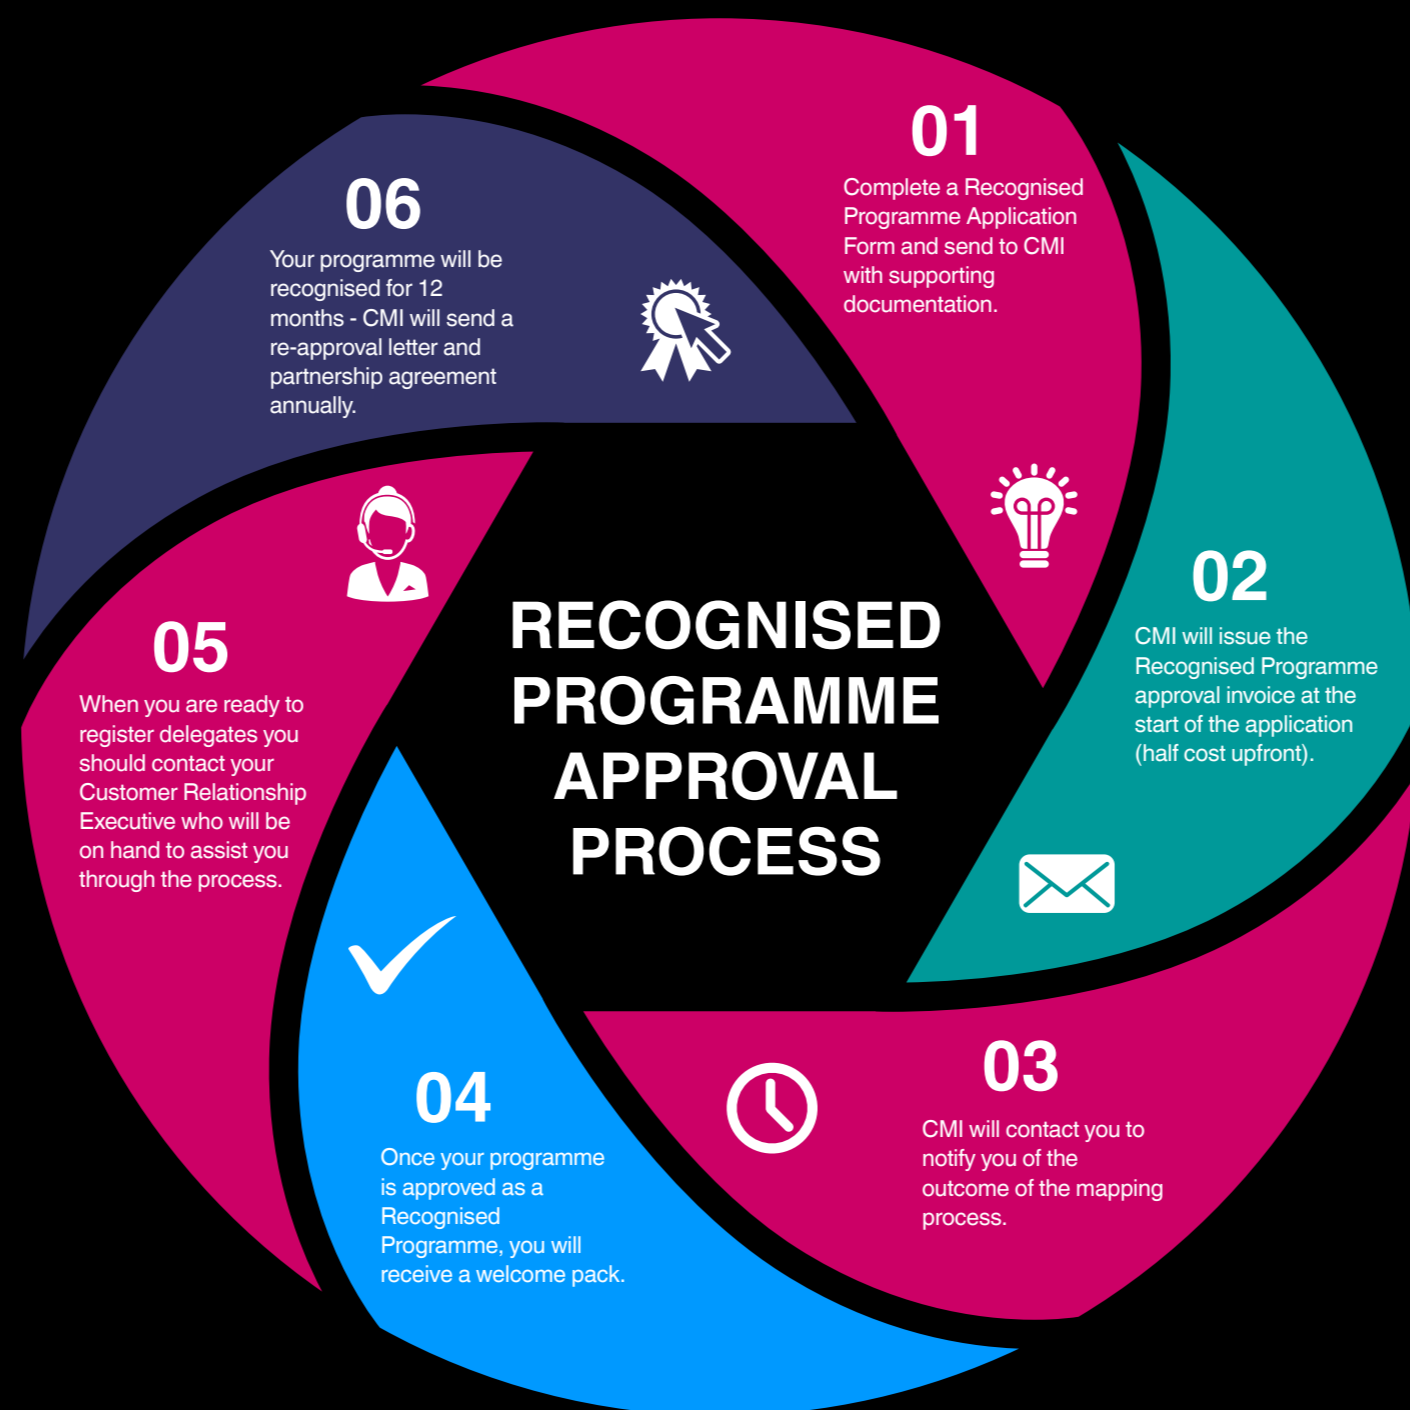 RECOGNISED
PROGRAMME
APPROVAL
PROCESS
01
Complete a Recognised
Programme Application
Form and send to CMI
with supporting
documentation.
02
CMI will issue the
Recognised Programme
approval invoice at the
start of the application
(half cost upfront).
03
CMI will contact you to
notify you of the
outcome of the mapping
process.
04
Once your programme
is approved as a
Recognised
Programme, you will
receive a welcome pack.
05
When you are ready to
register delegates you
should contact your
Customer Relationship
Executive who will be
on hand to assist you
through the process.
06
Your programme will be
recognised for 12
months - CMI will send a
re-approval letter and
partnership agreement
annually.